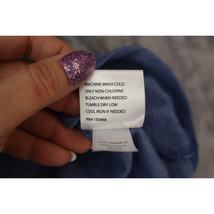 MACHINE WASH COLD
ONLY NON-CHLORINE
BLEACH WHEN NEEDED
TUMBLE DRY LOW
COOL IRON IF NEEDED